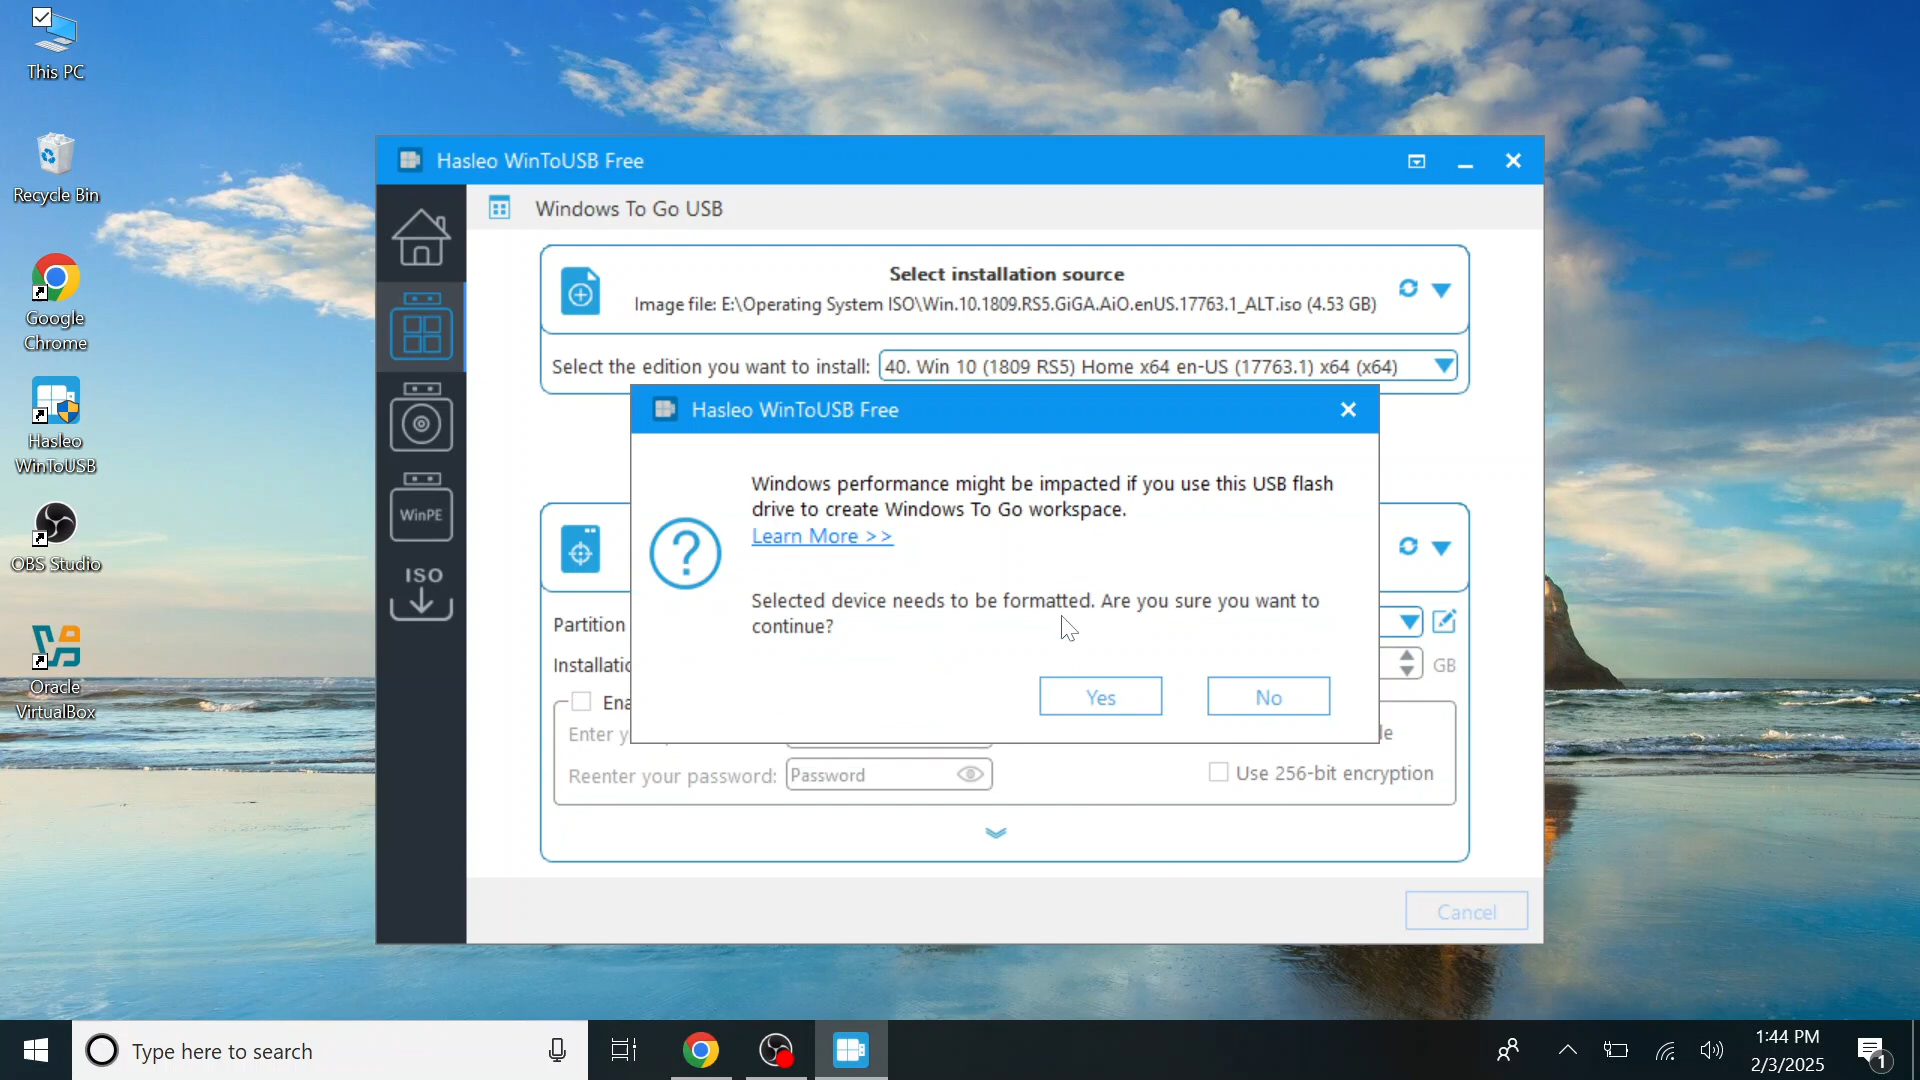 This PC
Recycle Bin
Google
Chrome
Hasleo
WinToUSB
OBS Studio
Oracle
VirtualBox
Hasleo WinToUSB Free
WinPE
ISO
Windows To Go USB
Select installation source
Image file: E:\Operating System ISO\Win.10.1809.RS5.GiGA.AiO.enUS.17763.1_ALT.iso (4.53 GB)
Select the edition you want to install: 40. Win 10 (1809 RS5) Home x64 en-US (17763.1) x64 (x64)
Hasleo WinToUSB Free
Windows performance might be impacted if you use this USB flash
drive to create Windows To Go workspace.
Learn More >>
Selected device needs to be formatted. Are you sure you want to
continue?
Yes No
Partition
GB
Enter
Reenter your password: Password
Use 256-bit encryption
Cancel
Type here to search
1:44 PM
2/3/2025
1